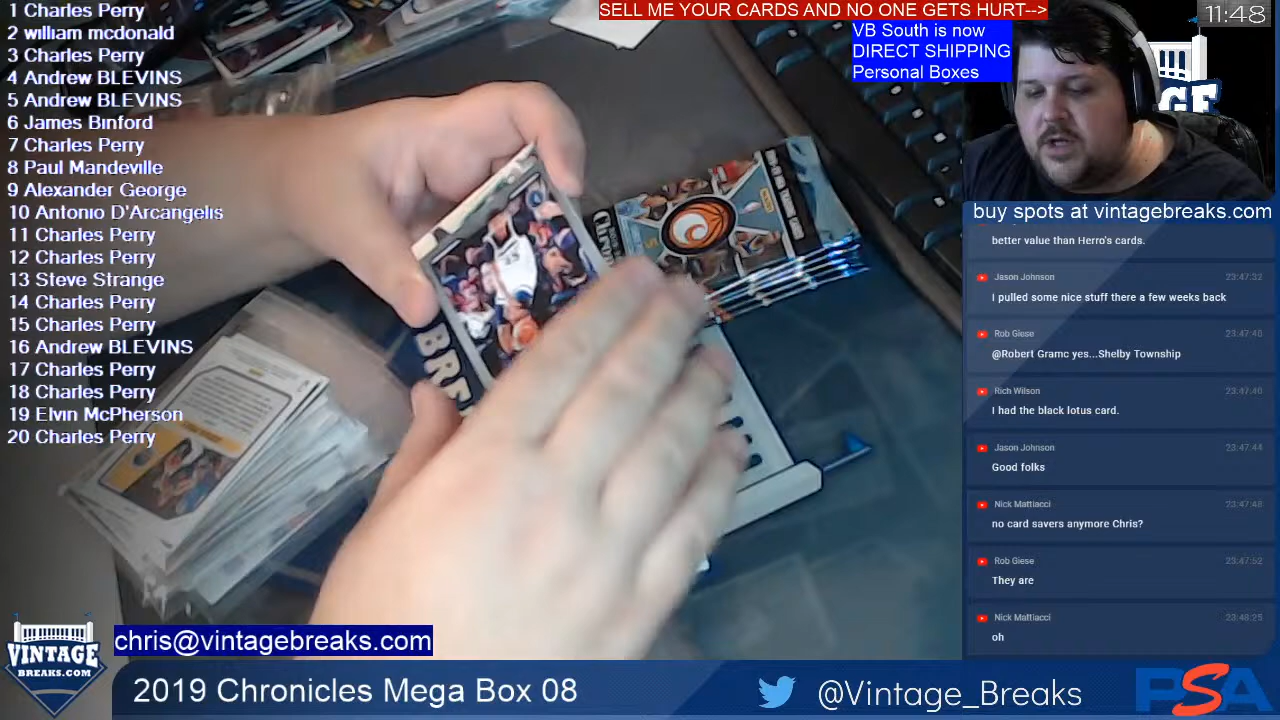 1 Charles Perry
2 william mcdonald
3 Charles Perry
4 Andrew BLEVINS
5 Andrew BLEVINS
6 James Binford
7 Charles Perry
8 Paul Mandeville
9 Alexander George
10 Antonio D'Arcangelis
11 Charles Perry
12 Charles Perry
13 Steve Strange
14 Charles Perry
15 Charles Perry
16 Andrew BLEVINS
17 Charles Perry
18 Charles Perry
19 Elvin McPherson
20 Charles Perry
SELL ME YOUR CARDS AND NO ONE GETS HURT-->
VB South is now
DIRECT SHIPPING
Personal Boxes
11:48
GE
buy spots at vintagebreaks.com
better value than Herro's cards.
Jason Johnson 23:47:32
I pulled some nice stuff there a few weeks back
Rob Giese 23:47:40
@Robert Gramc yes...Shelby Township
Rich Wilson 23:47:40
I had the black lotus card.
Jason Johnson 23:47:44
Good folks
Nick Mattiacci 23:47:48
no card savers anymore Chris?
Rob Giese 23:47:52
They are
Nick Mattiacci 23:48:25
oh
BRE
VINTAGE
BREAKS.COM
chris@vintagebreaks.com
2019 Chronicles Mega Box 08
@Vintage_Breaks
PSA